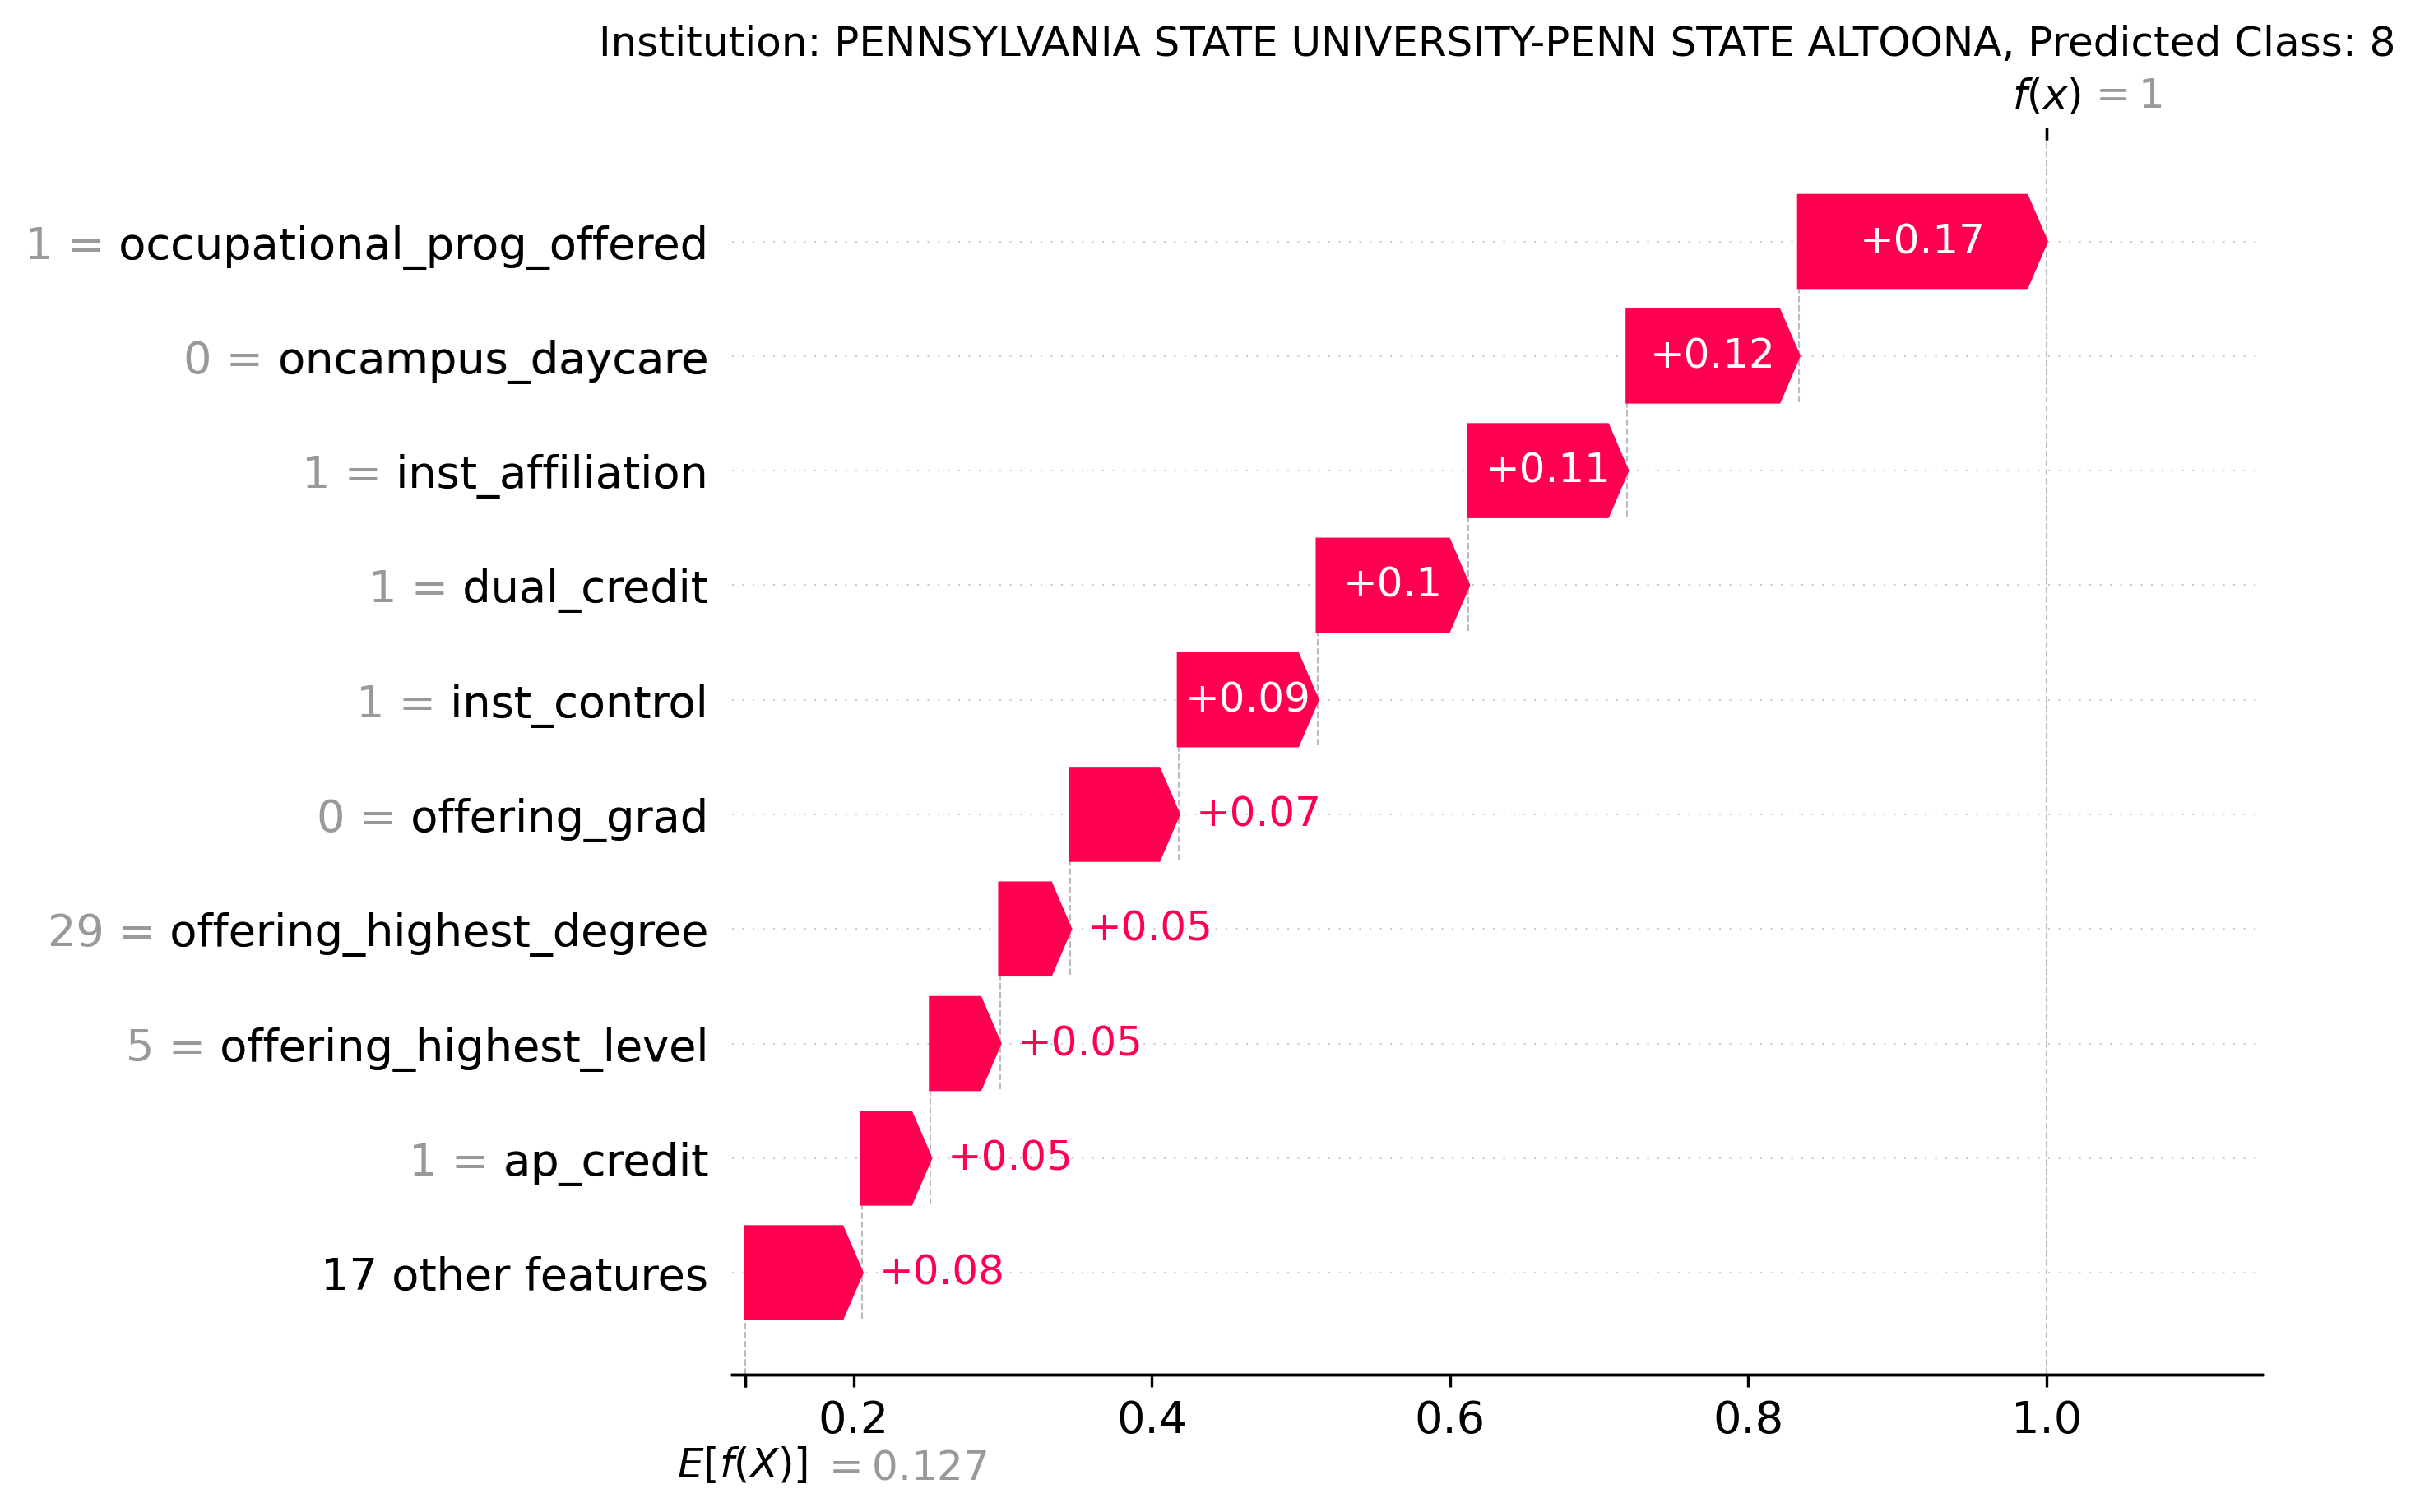 Institution: PENNSYLVANIA STATE UNIVERSITY-PENN STATE ALTOONA, Predicted Class: 8
f(x) = 1
1 = occupational_prog_offered +0.17
0 = oncampus_daycare +0.12
1 = inst_affiliation +0.11
1 = dual_credit +0.1
1 = inst_control +0.09
0 = offering_grad +0.07
29 = offering_highest_degree +0.05
5 = offering_highest_level +0.05
1 = ap_credit +0.05
17 other features +0.08
0.2 0.4 0.6 0.8 1.0
E[f(X)] = 0.127